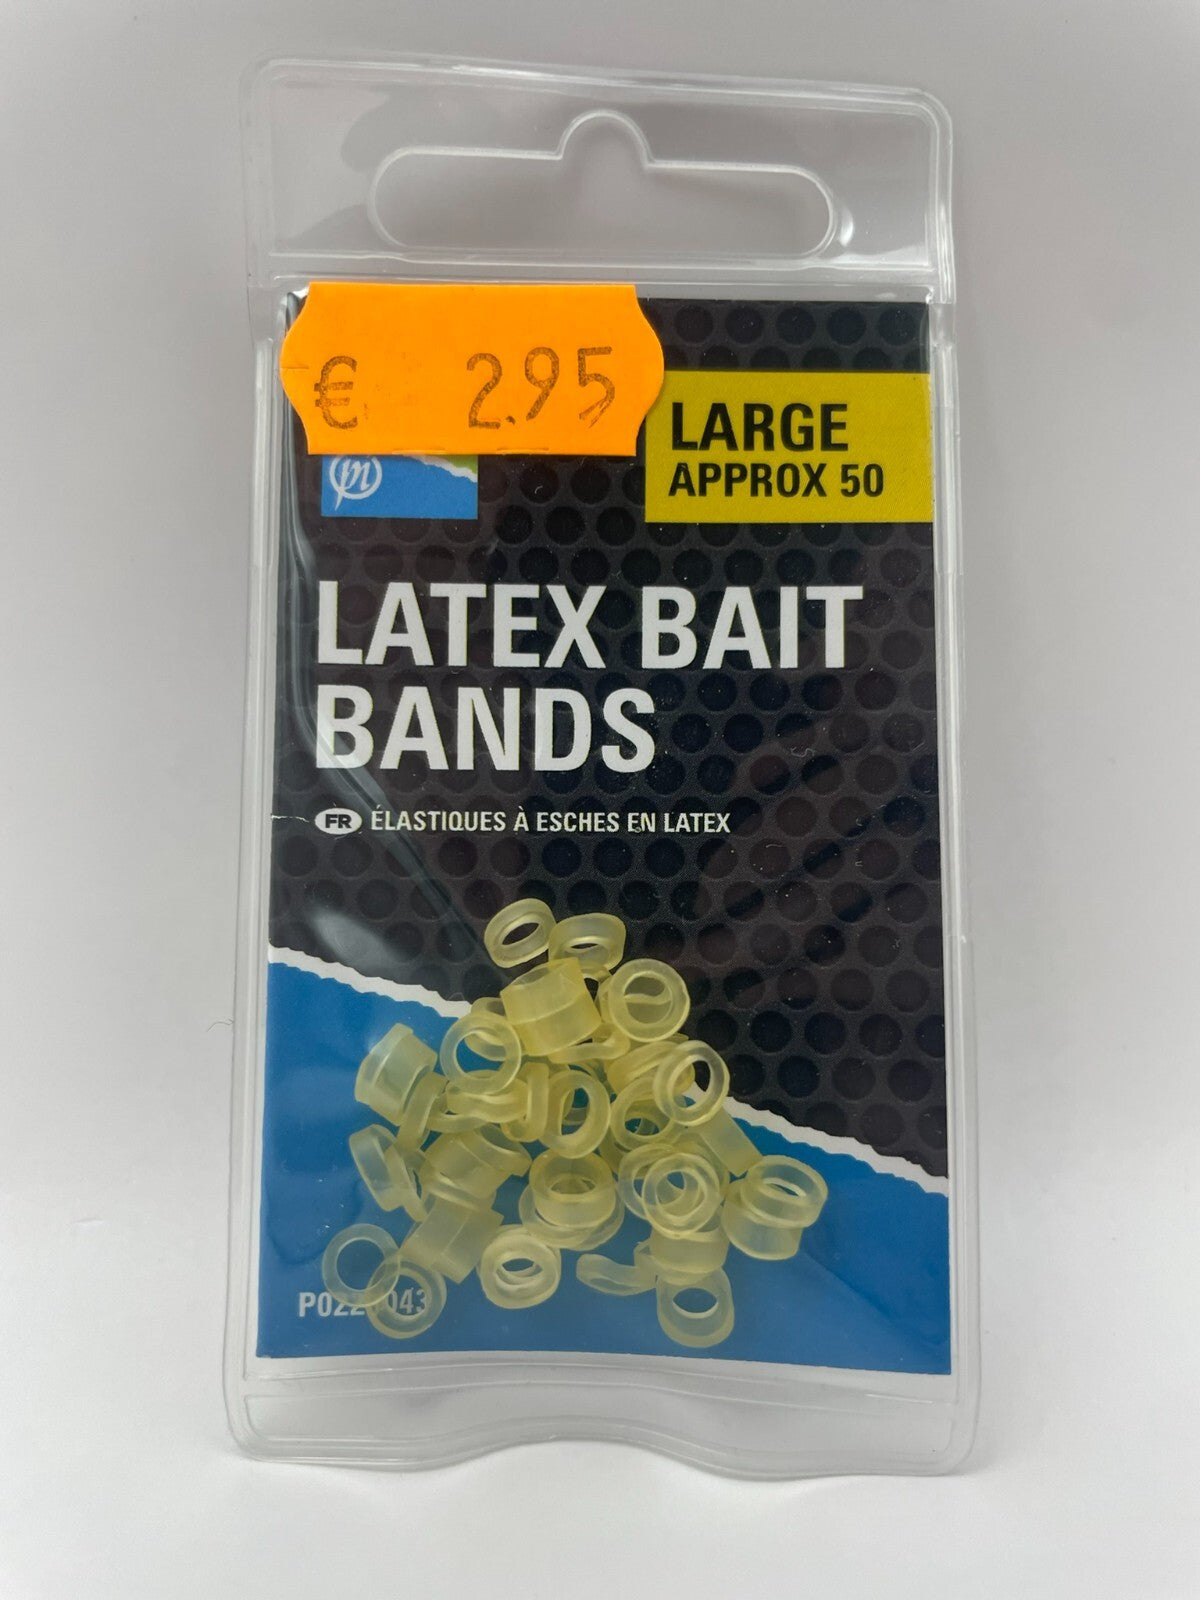 € 2.95
LARGE
APPROX 50
LATEX BAIT
BANDS
FR ÉLASTIQUES À ESCHES EN LATEX